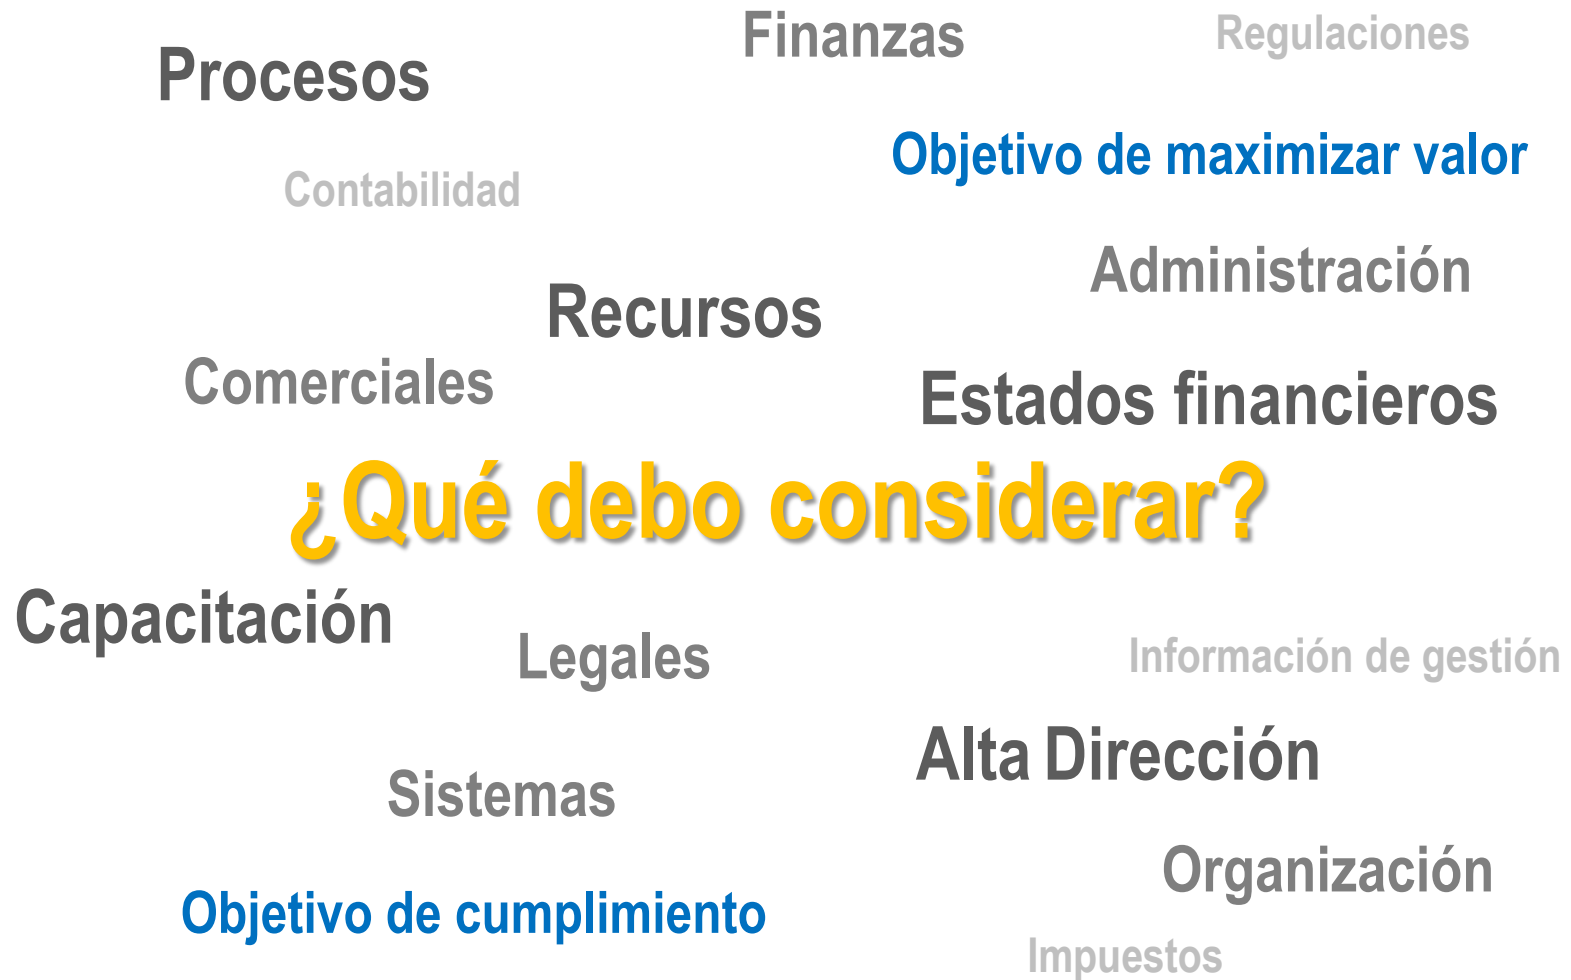 Finanzas
Regulaciones
Procesos
Objetivo de maximizar valor
Contabilidad
Administración
Recursos
Comerciales
Estados financieros
¿Qué debo considerar?
Capacitación
Legales
Información de gestión
Alta Dirección
Sistemas
Organización
Objetivo de cumplimiento
Impuestos